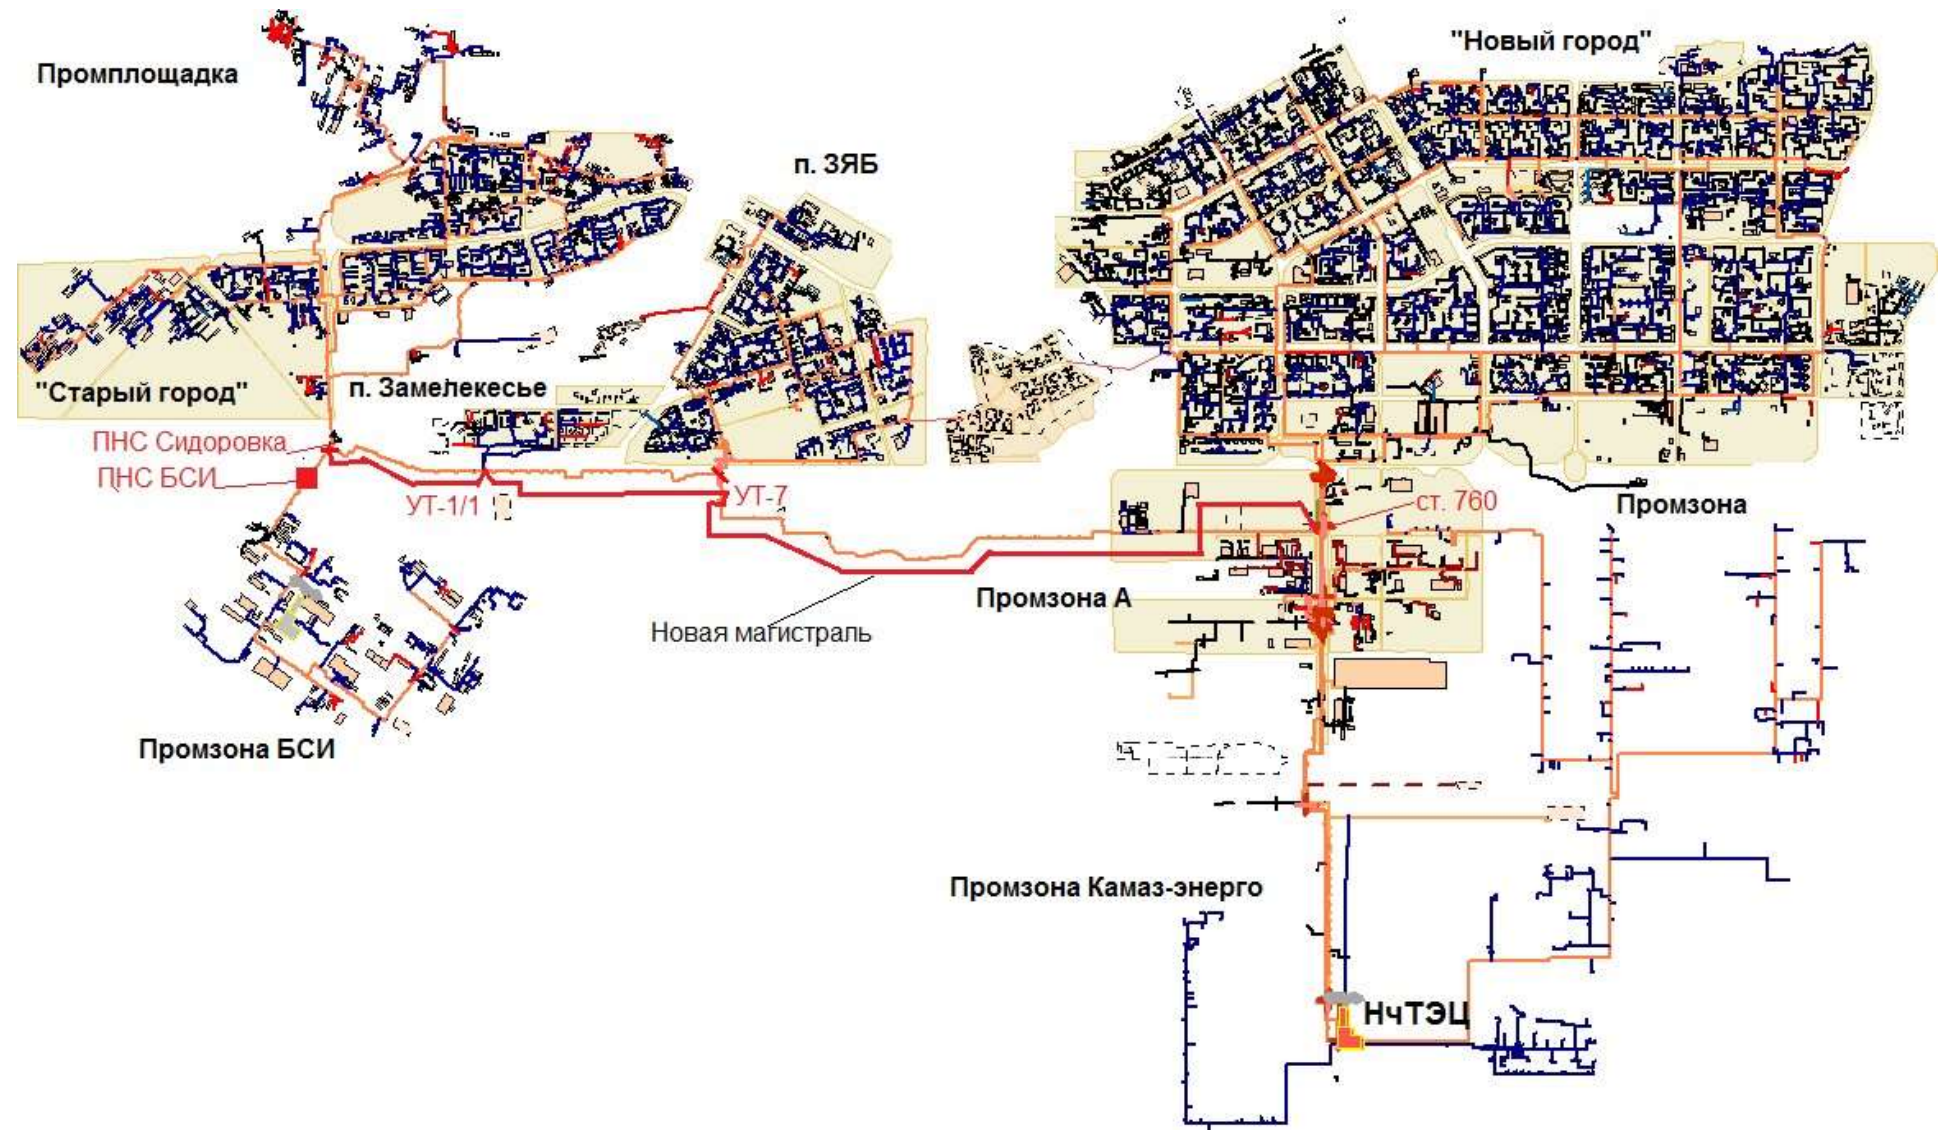 "Новый город"
Промплощадка
п. ЗЯБ
"Старый город"
п. Замелекесье
ПНС Сидоровка
ПНС БСИ
УТ-1/1
УТ-7
ст. 760
Промзона
Промзона А
Новая магистраль
Промзона БСИ
Промзона Камаз-энерго
НчТЭЦ